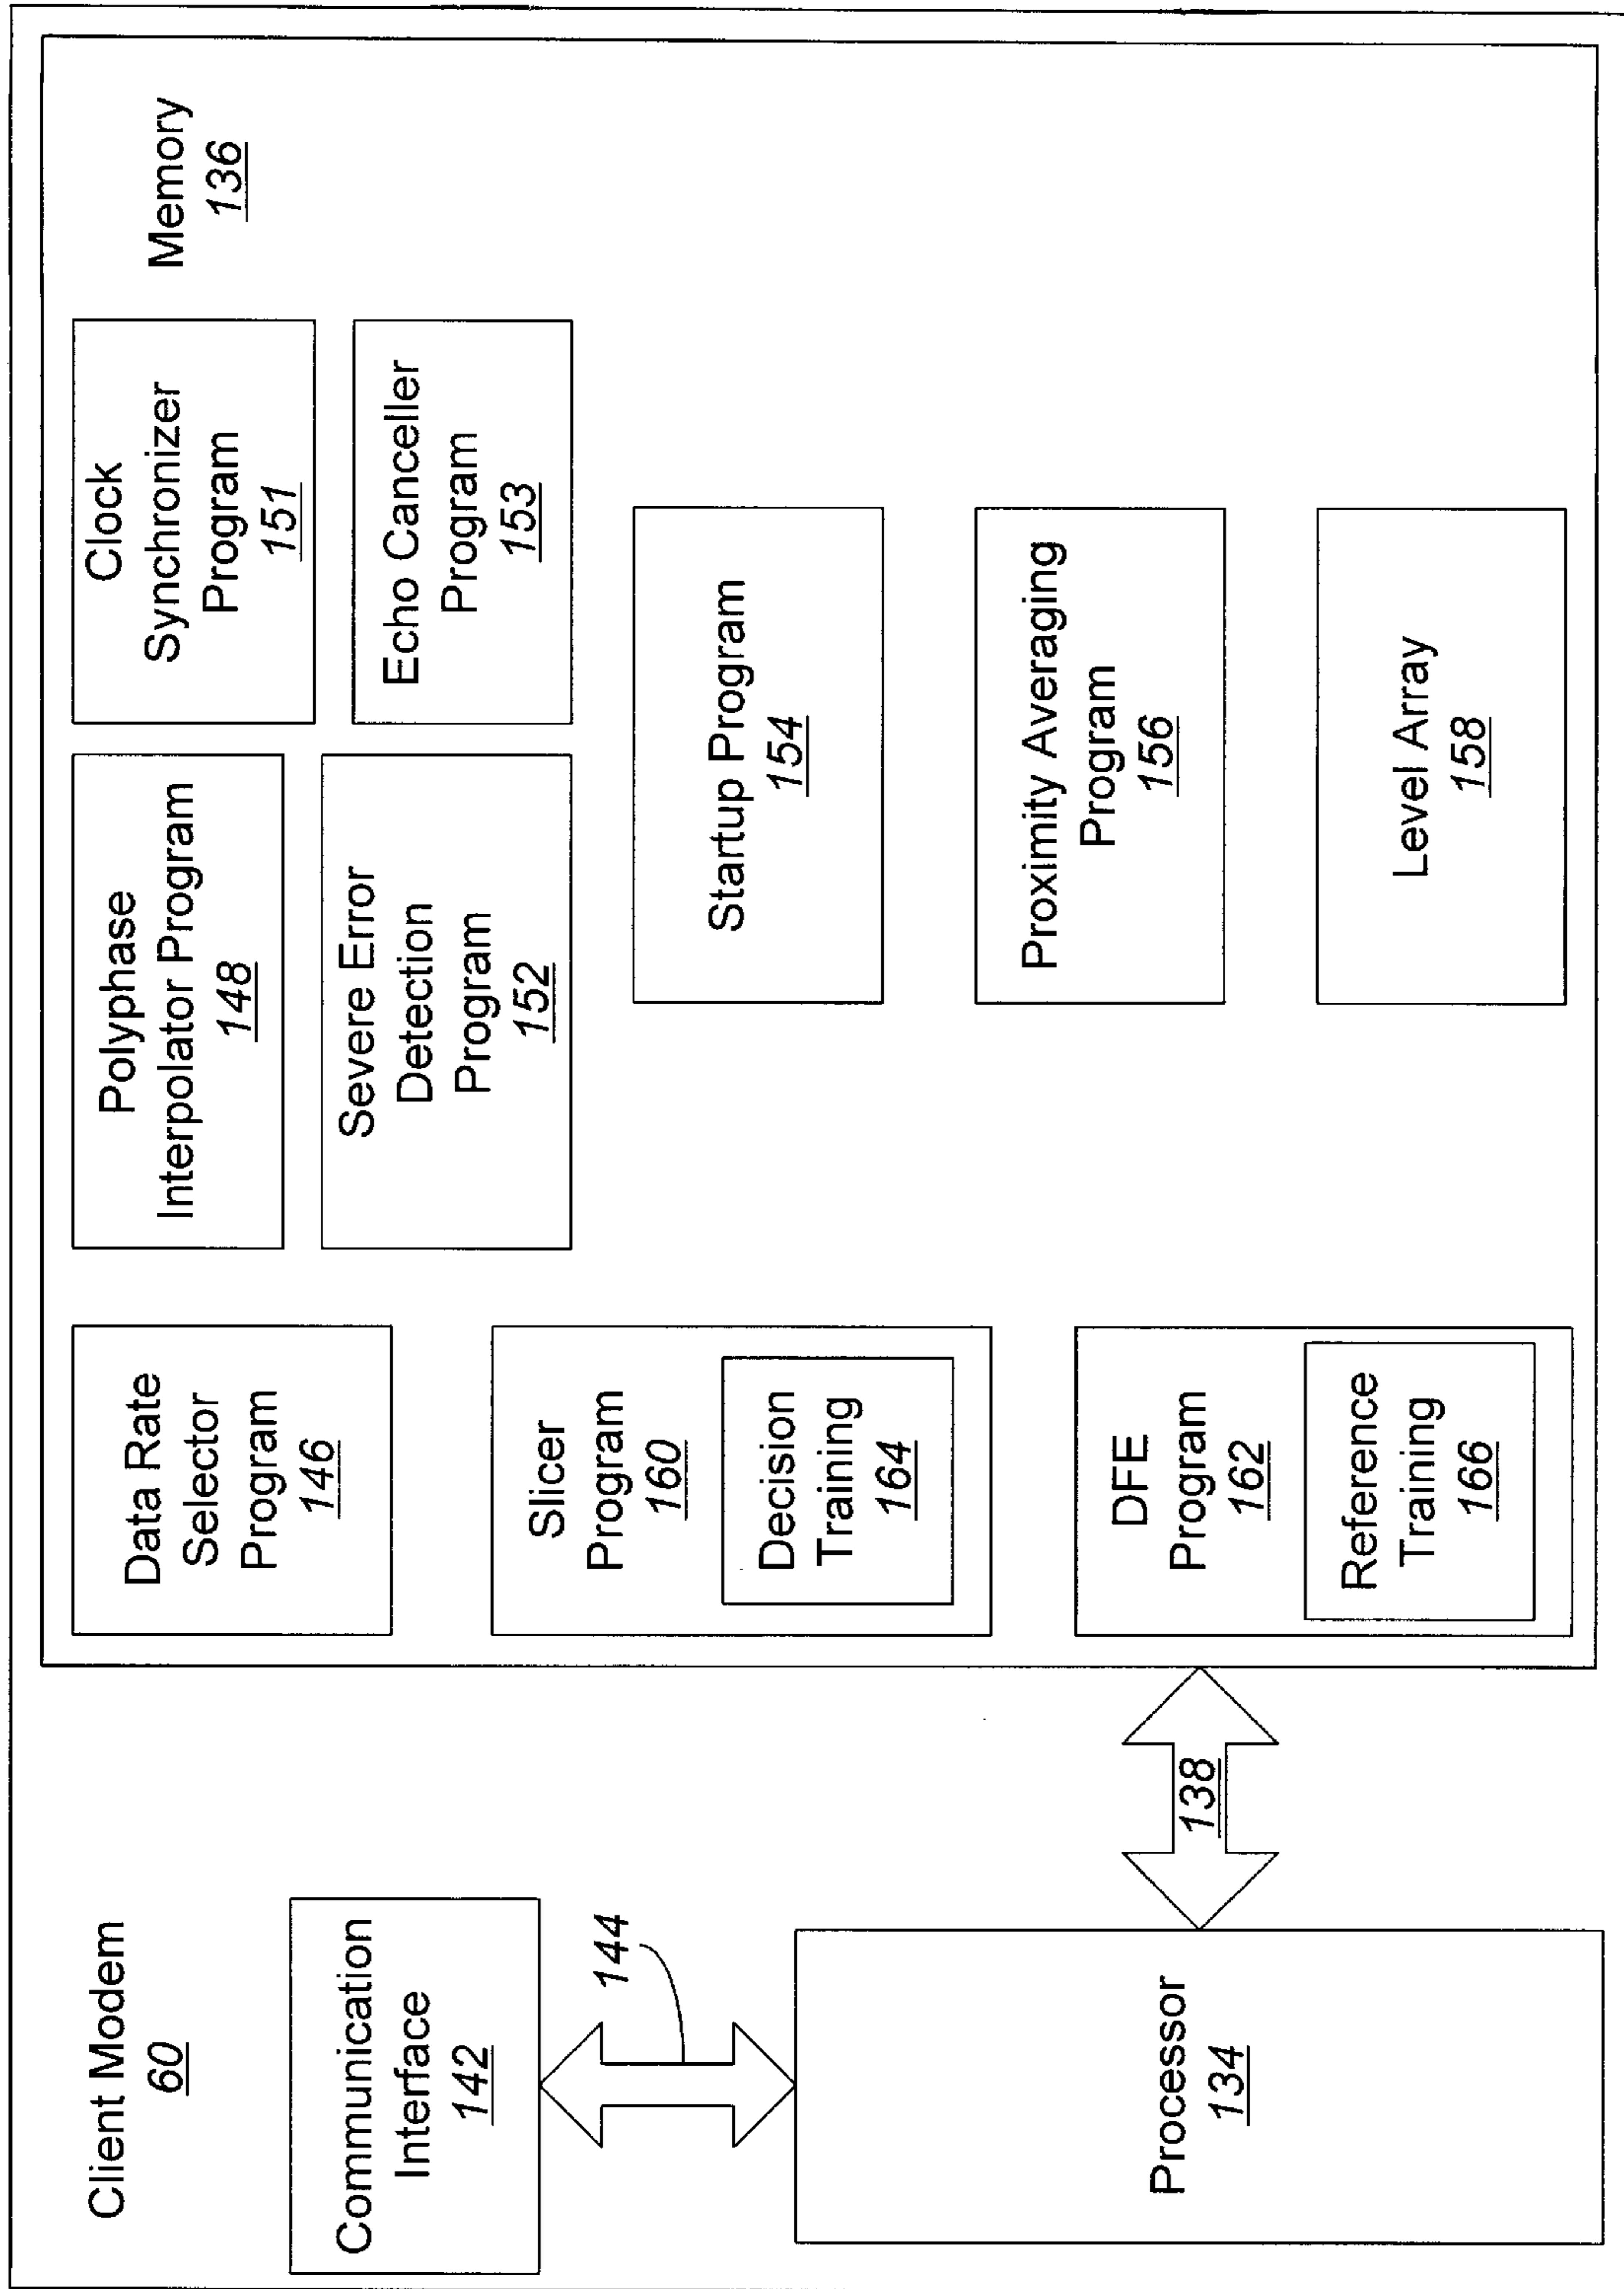 Client Modem
60
Communication
Interface
142
144
Processor
134
138
Memory
136
Data Rate
Selector
Program
146
Polyphase
Interpolator Program
148
Clock
Synchronizer
Program
151
Severe Error
Detection
Program
152
Echo Canceller
Program
153
Slicer
Program
160
Decision
Training
164
Startup Program
154
DFE
Program
162
Reference
Training
166
Proximity Averaging
Program
156
Level Array
158